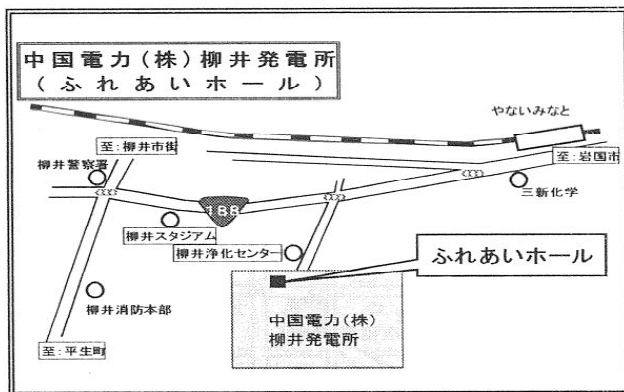 中国電力(株)柳井発電所
(ふれあいホール)
やないみなと
至:柳井市街
至:岩国市
柳井警察署
三新化学
188
柳井スタジアム
柳井浄化センター
ふれあいホール
柳井消防本部
中国電力(株)
柳井発電所
至:平生町